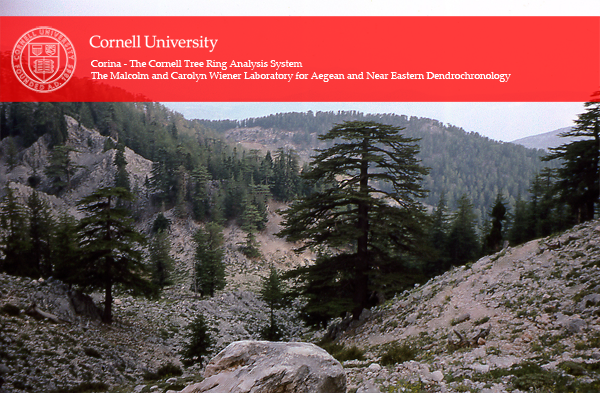 Cornell University
Corina - The Cornell Tree Ring Analysis System
The Malcolm and Carolyn Wiener Laboratory for Aegean and Near Eastern Dendrochronology
CORNELL UNIVERSITY
FOUNDED A.D. 1865